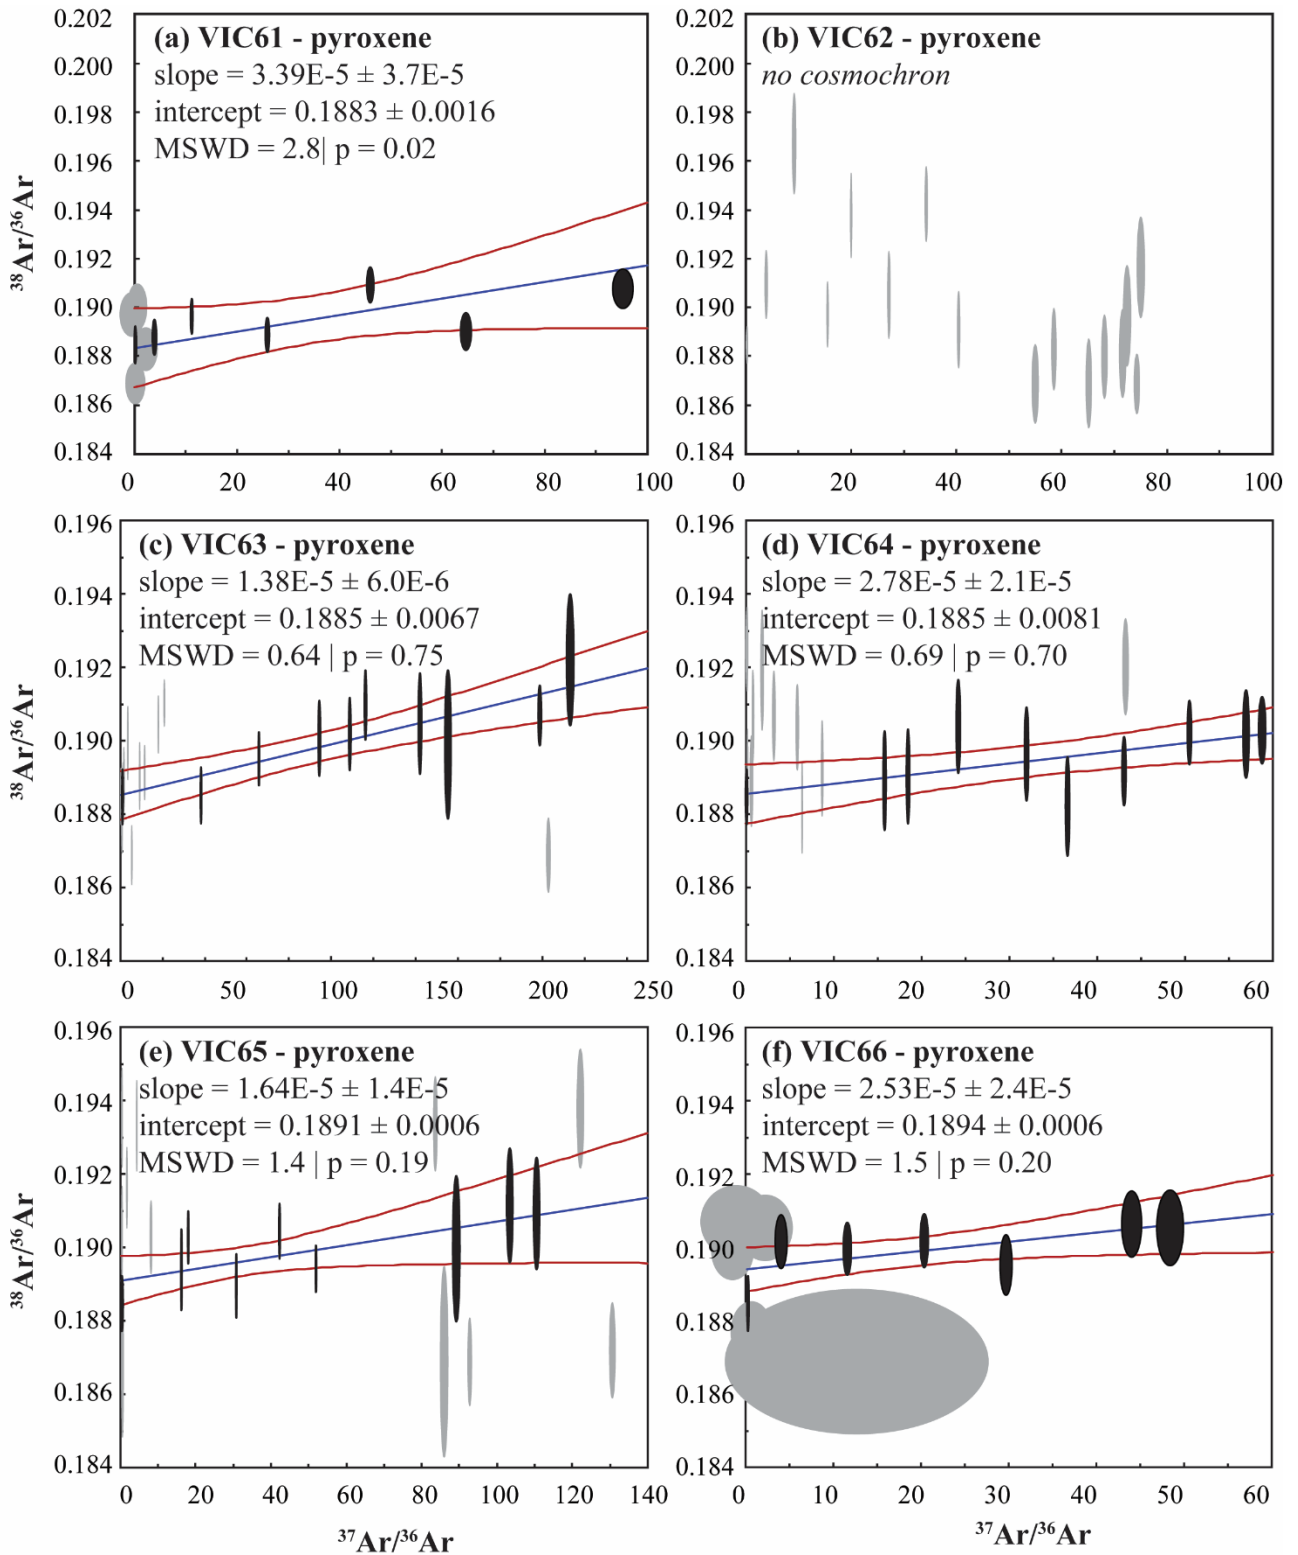 (a) VIC61 - pyroxene
slope = 3.39E-5 ± 3.7E-5
intercept = 0.1883 ± 0.0016
MSWD = 2.8| p = 0.02
0.202
0.200
0.198
0.196
0.194
0.192
0.190
0.188
0.186
0.184
³⁸Ar/³⁶Ar
0 20 40 60 80 100
(b) VIC62 - pyroxene
no cosmochron
0.202
0.200
0.198
0.196
0.194
0.192
0.190
0.188
0.186
0.184
0 20 40 60 80 100
(c) VIC63 - pyroxene
slope = 1.38E-5 ± 6.0E-6
intercept = 0.1885 ± 0.0067
MSWD = 0.64 | p = 0.75
0.196
0.194
0.192
0.190
0.188
0.186
0.184
³⁸Ar/³⁶Ar
0 50 100 150 200 250
(d) VIC64 - pyroxene
slope = 2.78E-5 ± 2.1E-5
intercept = 0.1885 ± 0.0081
MSWD = 0.69 | p = 0.70
0.196
0.194
0.192
0.190
0.188
0.186
0.184
0 10 20 30 40 50 60
(e) VIC65 - pyroxene
slope = 1.64E-5 ± 1.4E-5
intercept = 0.1891 ± 0.0006
MSWD = 1.4 | p = 0.19
0.196
0.194
0.192
0.190
0.188
0.186
0.184
³⁸Ar/³⁶Ar
0 20 40 60 80 100 120 140
³⁷Ar/³⁶Ar
(f) VIC66 - pyroxene
slope = 2.53E-5 ± 2.4E-5
intercept = 0.1894 ± 0.0006
MSWD = 1.5 | p = 0.20
0.196
0.194
0.192
0.190
0.188
0.186
0.184
0 10 20 30 40 50 60
³⁷Ar/³⁶Ar